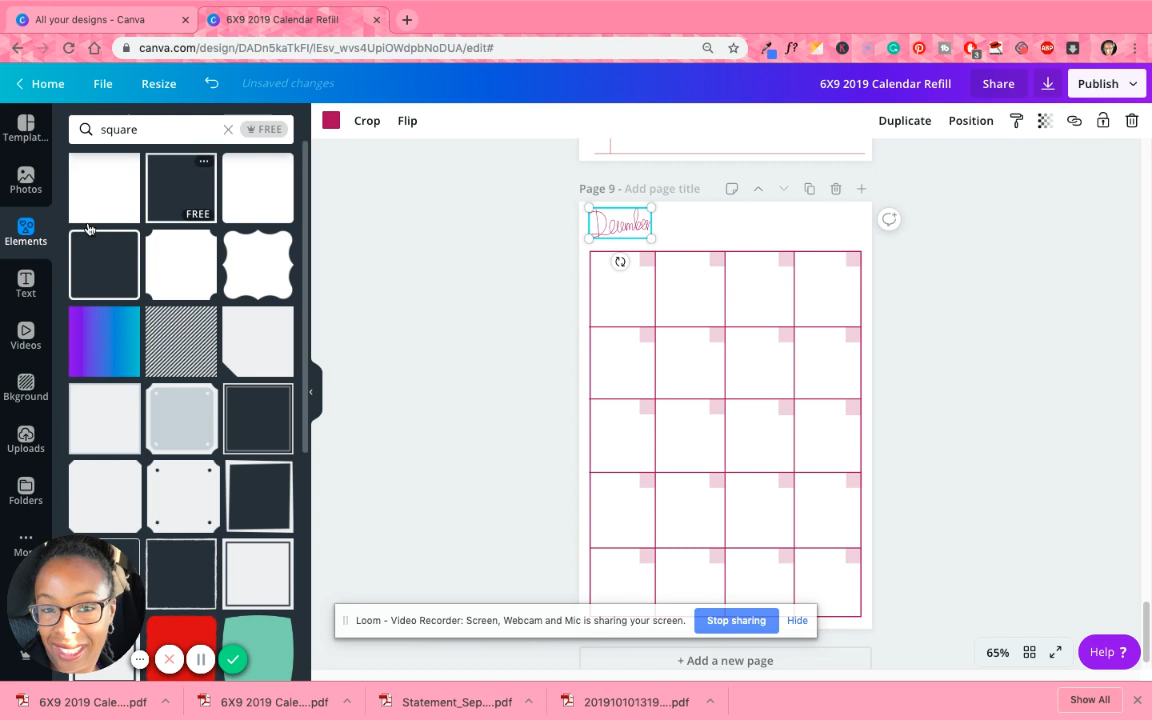 All your designs - Canva
6X9 2019 Calendar Refill
canva.com/design/DADn5kaTkFI/lEsv_wvs4UpiOWdpbNoDUA/edit#
f?
ABP
3
Home
File
Resize
Unsaved changes
6X9 2019 Calendar Refill
Share
Publish
Templat...
Photos
Elements
Text
Videos
Bkground
Uploads
Folders
Mor
square
FREE
FREE
Crop
Flip
Duplicate
Position
Page 9 - Add page title
December
Loom - Video Recorder: Screen, Webcam and Mic is sharing your screen.
Stop sharing
Hide
+ Add a new page
65%
Help ?
6X9 2019 Cale....pdf
6X9 2019 Cale....pdf
Statement_Sep....pdf
201910101319....pdf
Show All